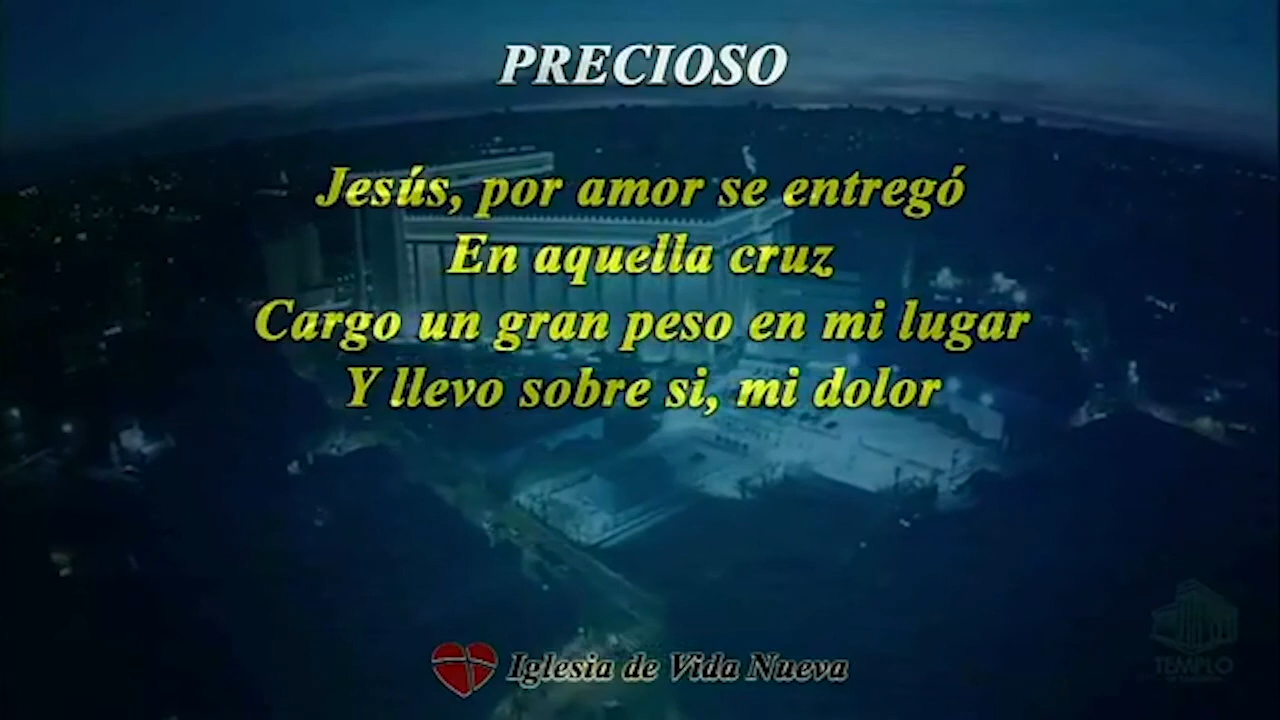 PRECIOSO
Jesús, por amor se entregó
En aquella cruz
Cargo un gran peso en mi lugar
Y llevo sobre si, mi dolor
Iglesia de Vida Nueva
TEMPLO